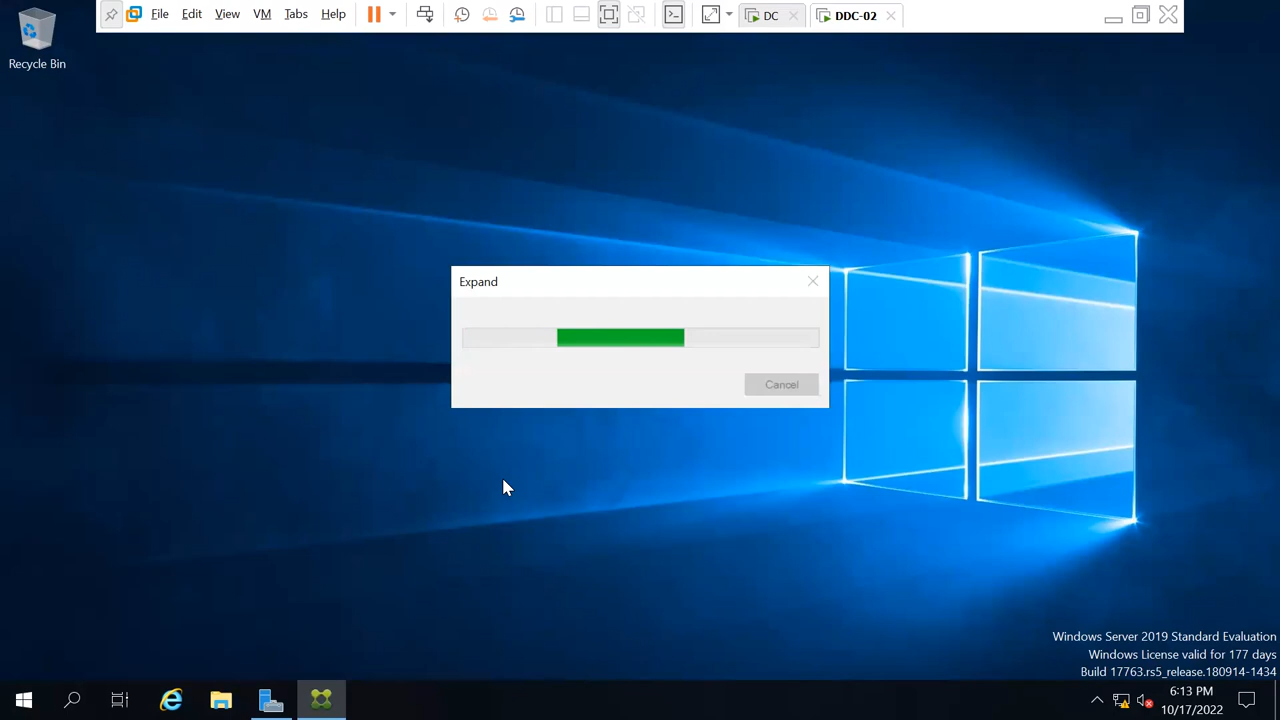 File Edit View VM Tabs Help DC DDC-02
Recycle Bin
Expand
Cancel
Windows Server 2019 Standard Evaluation
Windows License valid for 177 days
Build 17763.rs5_release.180914-1434
6:13 PM
10/17/2022